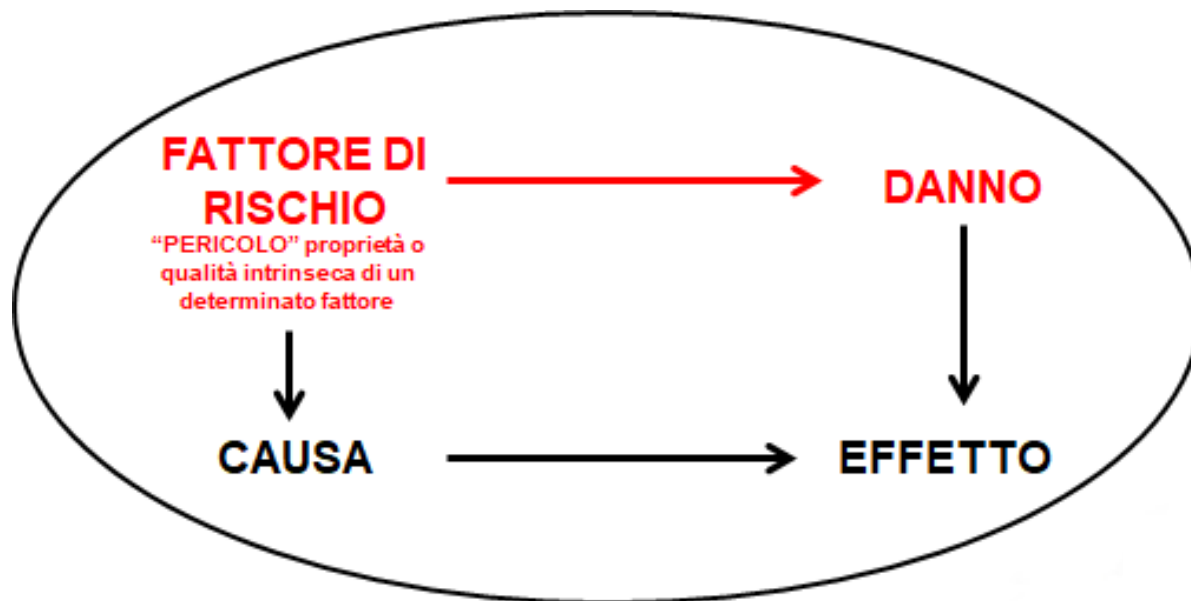 FATTORE DI
RISCHIO
“PERICOLO” proprietà o
qualità intrinseca di un
determinato fattore
DANNO
CAUSA
EFFETTO